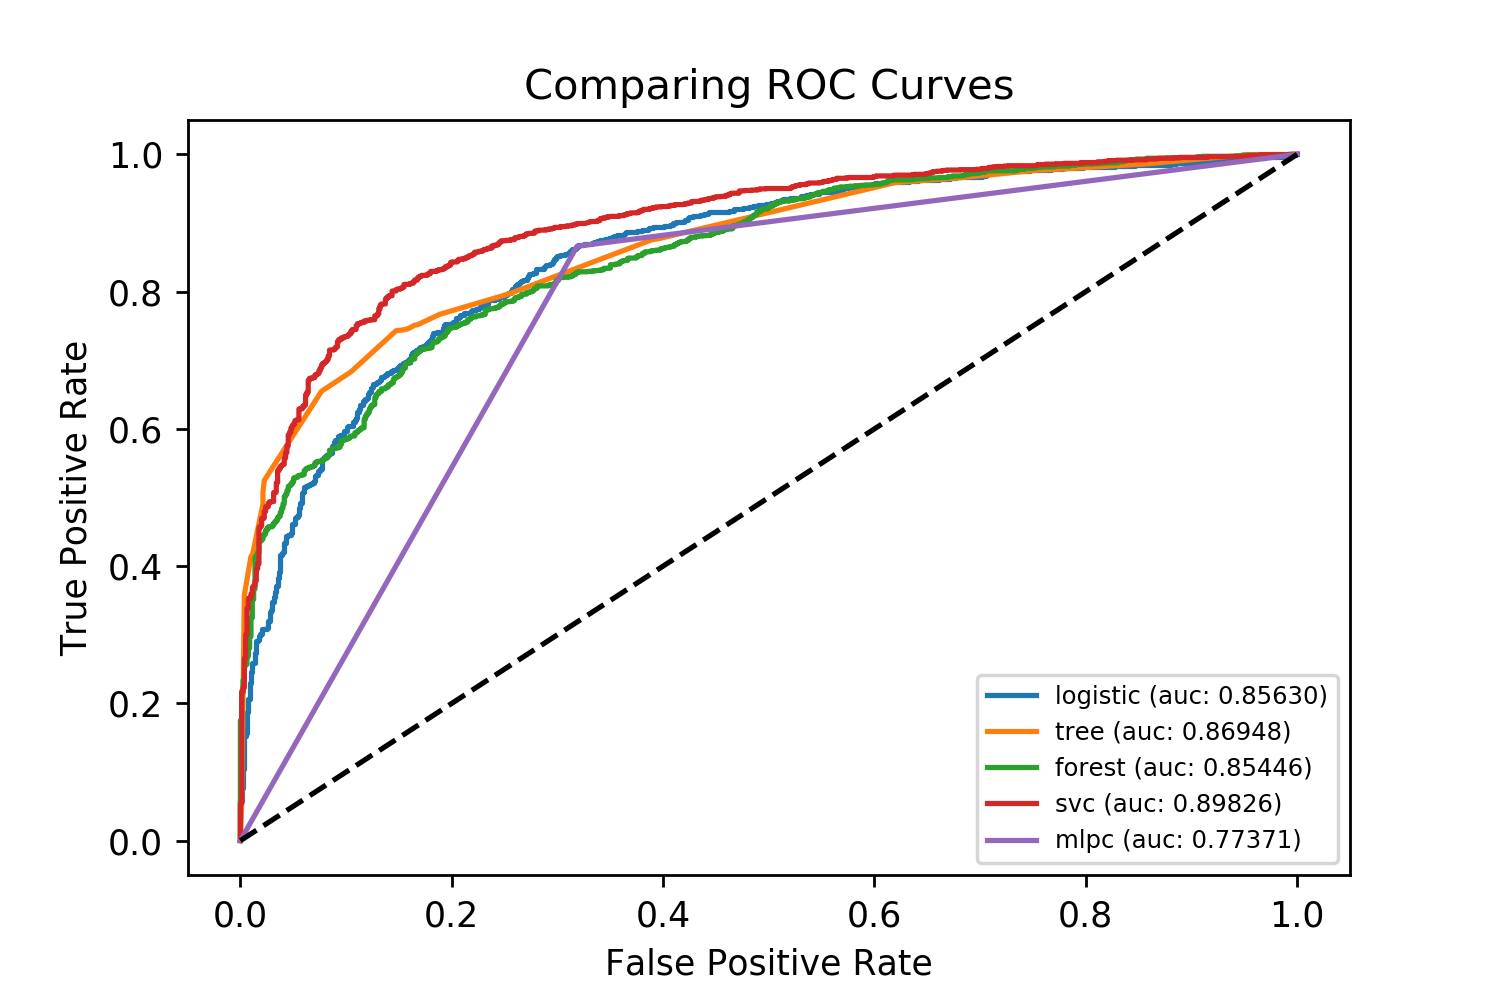 Comparing ROC Curves
True Positive Rate
1.0
0.8
0.6
0.4
0.2
0.0
logistic (auc: 0.85630)
tree (auc: 0.86948)
forest (auc: 0.85446)
svc (auc: 0.89826)
mlpc (auc: 0.77371)
0.0 0.2 0.4 0.6 0.8 1.0
False Positive Rate